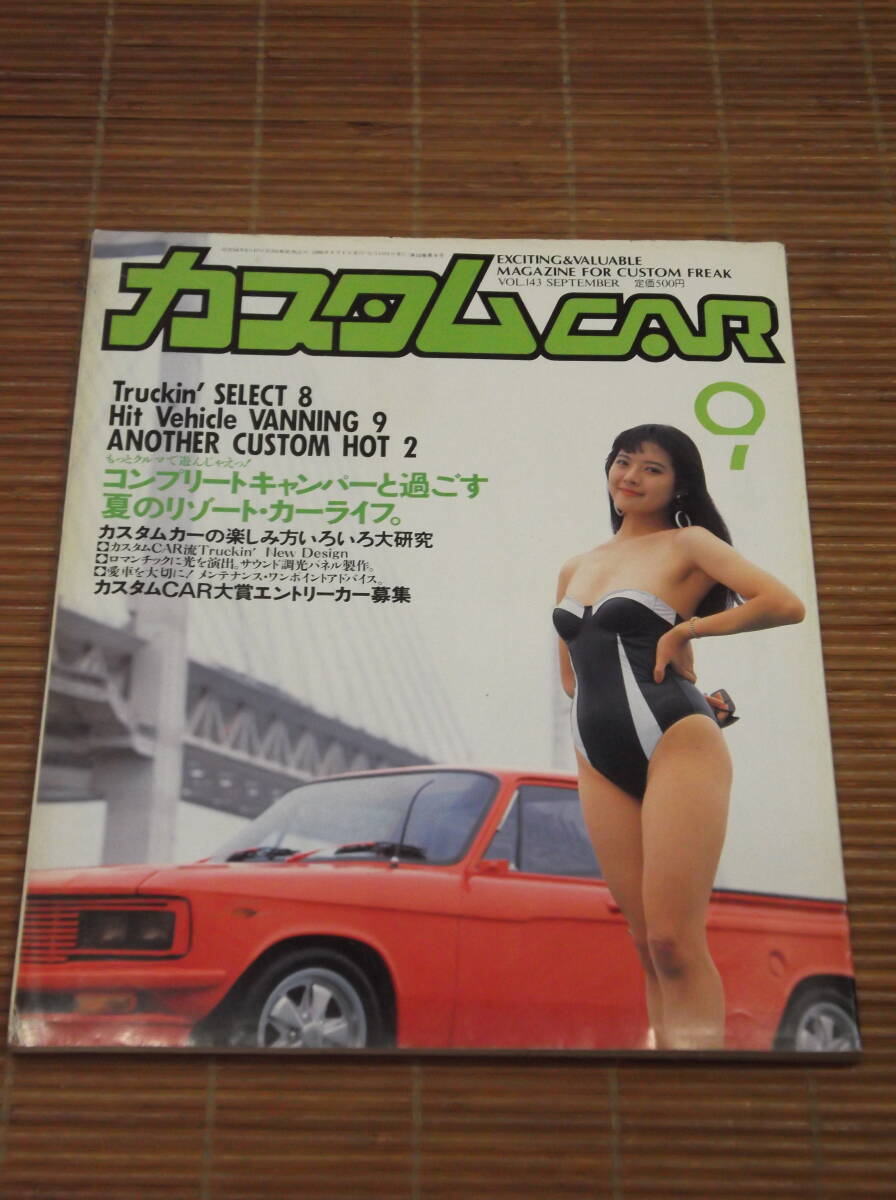 カスタムCAR
EXCITING&VALUABLE
MAGAZINE FOR CUSTOM FREAK
VOL.143 SEPTEMBER 定価500円
9
Truckin' SELECT 8
Hit Vehicle VANNING 9
ANOTHER CUSTOM HOT 2
もっとクルマで遊んじゃえっ!
コンプリートキャンパーと過ごす
夏のリゾート・カーライフ。
カスタムカーの楽しみ方いろいろ大研究
❖カスタムCAR流Truckin' New Design
❖ロマンチックに光を演出。サウンド調光パネル製作。
❖愛車を大切に!メンテナンス・ワンポイントアドバイス。
カスタムCAR大賞エントリーカー募集